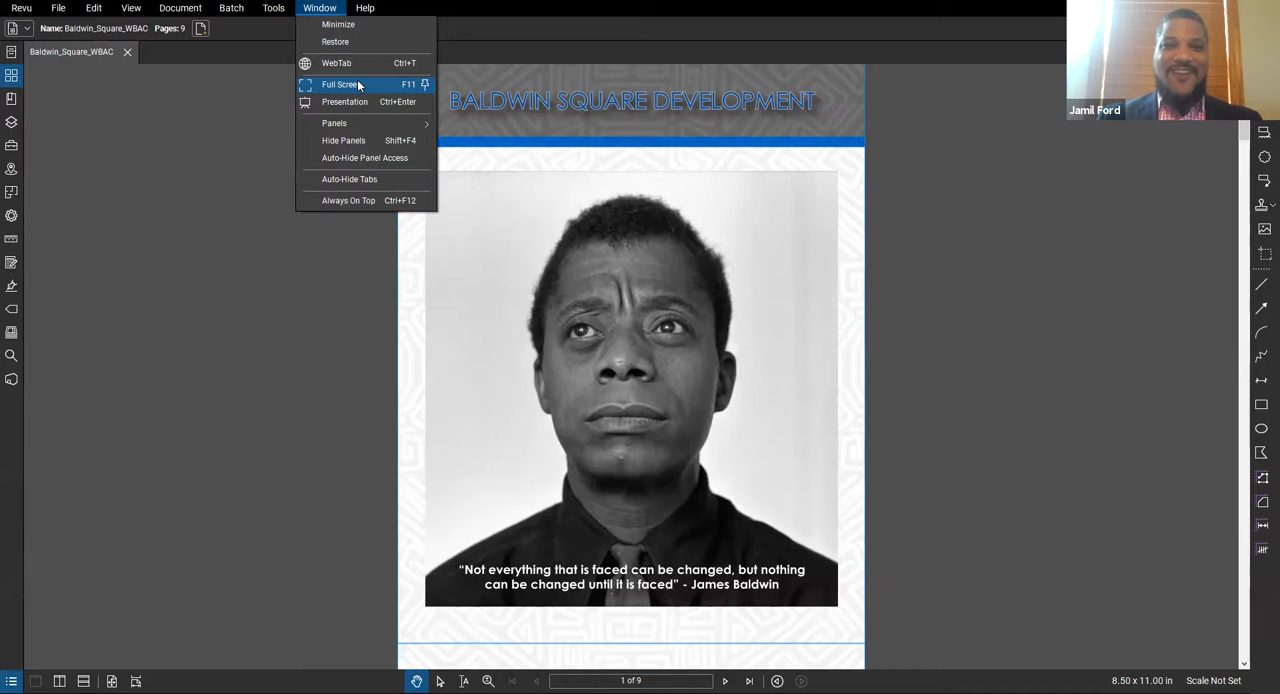 Revu File Edit View Document Batch Tools Window Help
Name: Baldwin_Square_WBAC Pages: 9
Baldwin_Square_WBAC
Minimize
Restore
WebTab Ctrl+T
Full Screen F11
Presentation Ctrl+Enter
Panels
Hide Panels Shift+F4
Auto-Hide Panel Access
Auto-Hide Tabs
Always On Top Ctrl+F12
BALDWIN SQUARE DEVELOPMENT
Jamil Ford
“Not everything that is faced can be changed, but nothing
can be changed until it is faced” - James Baldwin
1 of 9
8.50 x 11.00 in Scale Not Set